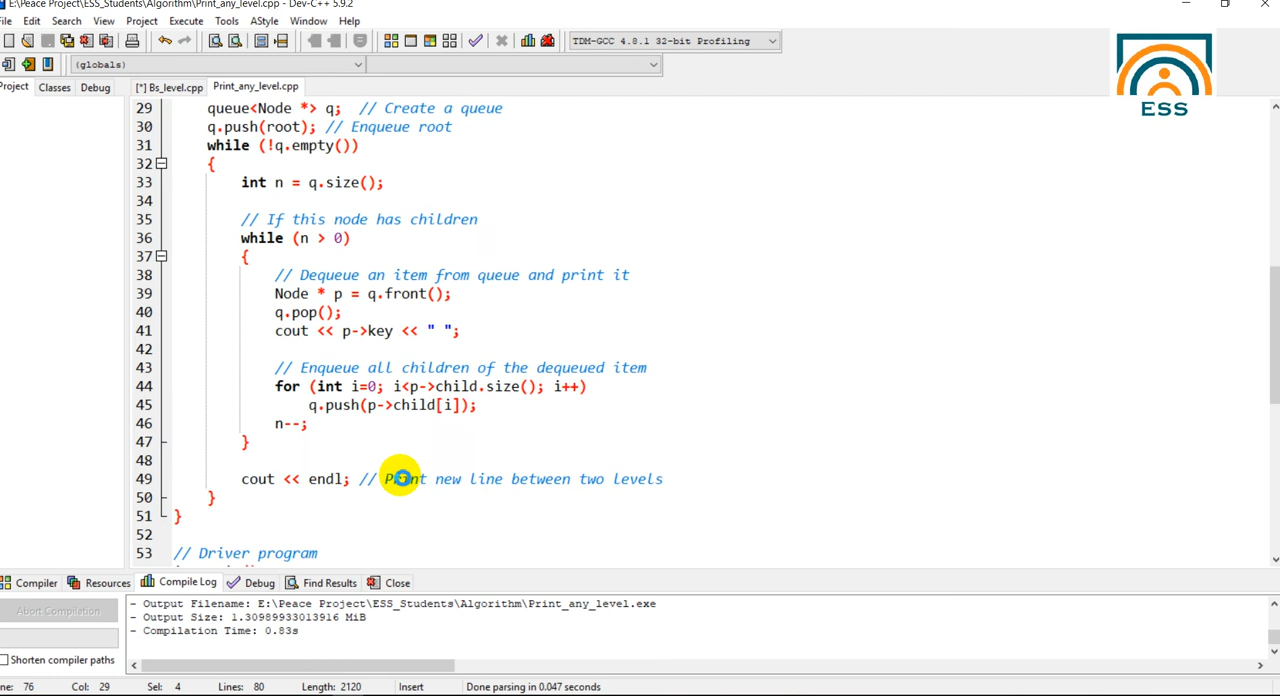 E:\Peace Project\ESS_Students\Algorithm\Print_any_level.cpp - Dev-C++ 5.9.2
File Edit Search View Project Execute Tools AStyle Window Help
TDM-GCC 4.8.1 32-bit Profiling
(globals)
Project Classes Debug [*] Bs_level.cpp Print_any_level.cpp
ESS
29 queue<Node *> q; // Create a queue
30 q.push(root); // Enqueue root
31 while (!q.empty())
32 {
33 int n = q.size();
34
35 // If this node has children
36 while (n > 0)
37 {
38 // Dequeue an item from queue and print it
39 Node * p = q.front();
40 q.pop();
41 cout << p->key << " ";
42
43 // Enqueue all children of the dequeued item
44 for (int i=0; i<p->child.size(); i++)
45 q.push(p->child[i]);
46 n--;
47 }
48
49 cout << endl; // Print new line between two levels
50 }
51 }
52
53 // Driver program
Compiler Resources Compile Log Debug Find Results Close
Abort Compilation
- Output Filename: E:\Peace Project\ESS_Students\Algorithm\Print_any_level.exe
- Output Size: 1.30989933013916 MiB
- Compilation Time: 0.83s
Shorten compiler paths
ne: 76 Col: 29 Sel: 4 Lines: 80 Length: 2120 Insert Done parsing in 0.047 seconds